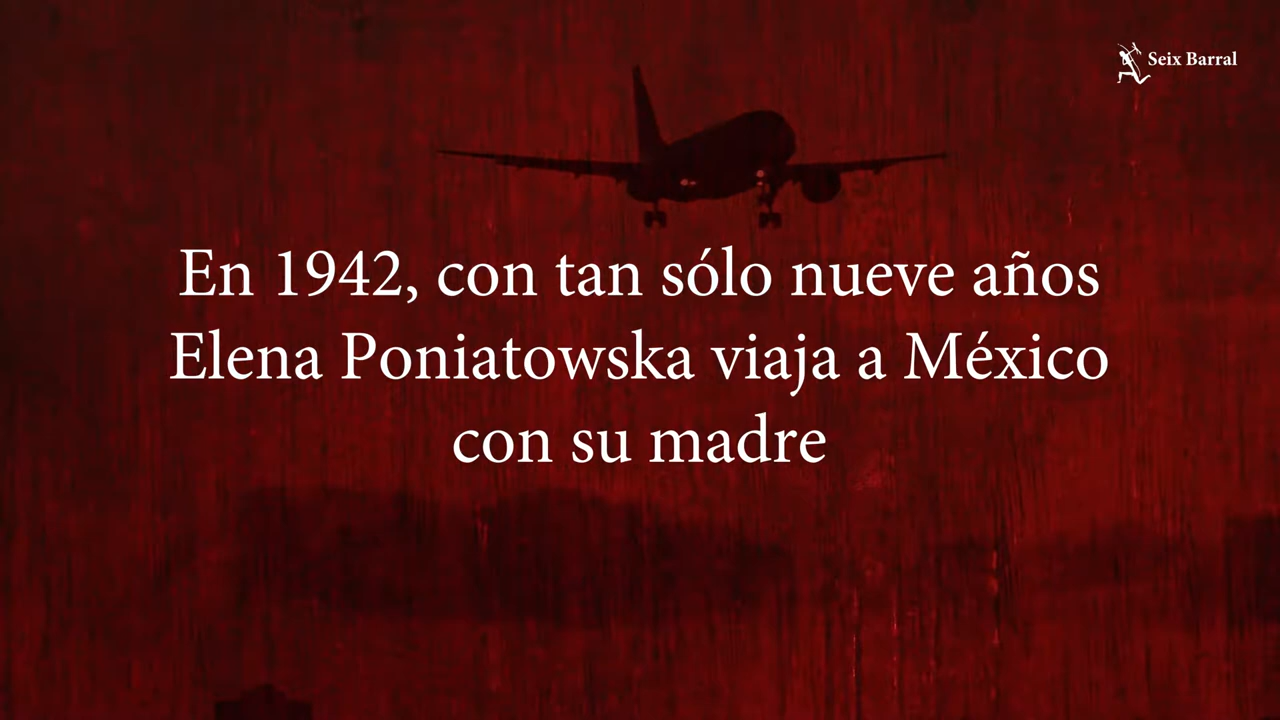 Seix Barral
En 1942, con tan sólo nueve años
Elena Poniatowska viaja a México
con su madre